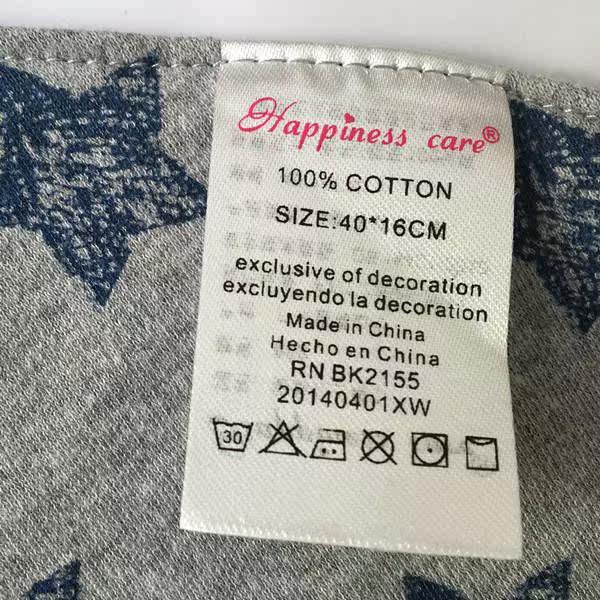 Happiness care®
100% COTTON
SIZE:40*16CM
exclusive of decoration
excluyendo la decoration
Made in China
Hecho en China
RN BK2155
20140401XW
30